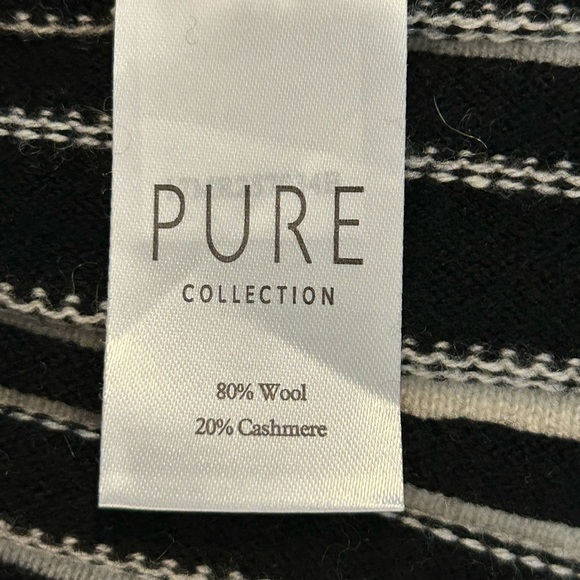 PURE
COLLECTION
80% Wool
20% Cashmere